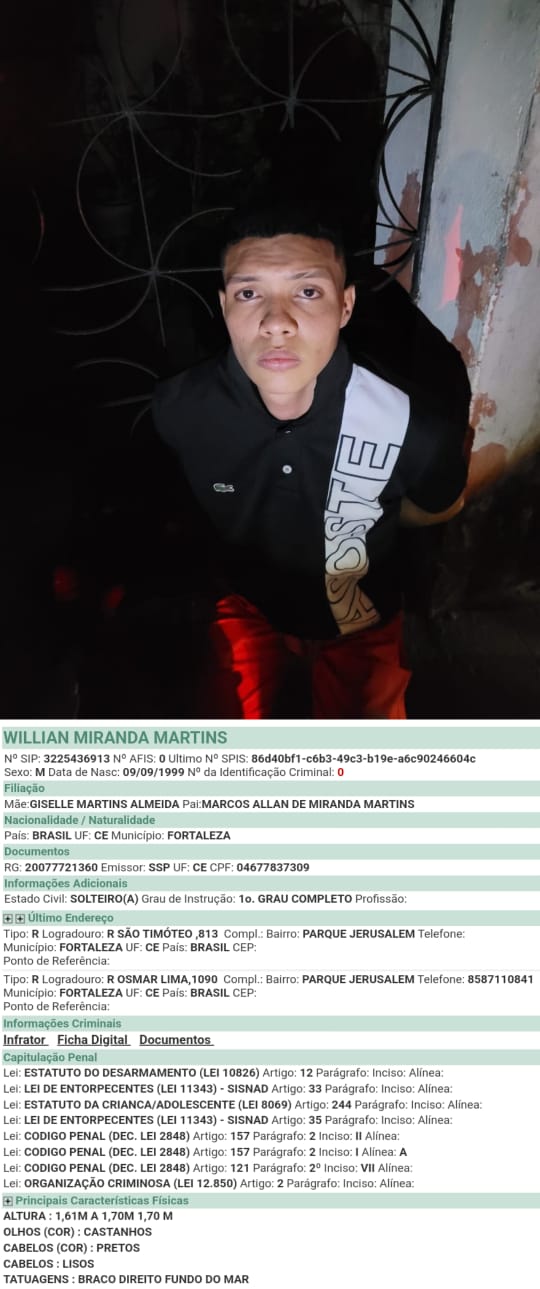 WILLIAN MIRANDA MARTINS
Nº SIP: 3225436913 Nº AFIS: 0 Ultimo Nº SPIS: 86d40bf1-c6b3-49c3-b19e-a6c90246604c
Sexo: M Data de Nasc: 09/09/1999 Nº da Identificação Criminal: 0
Filiação
Mãe:GISELLE MARTINS ALMEIDA Pai:MARCOS ALLAN DE MIRANDA MARTINS
Nacionalidade / Naturalidade
País: BRASIL UF: CE Município: FORTALEZA
Documentos
RG: 20077721360 Emissor: SSP UF: CE CPF: 04677837309
Informações Adicionais
Estado Civil: SOLTEIRO(A) Grau de Instrução: 1o. GRAU COMPLETO Profissão:
Último Endereço
Tipo: R Logradouro: R SÃO TIMÓTEO ,813 Compl.: Bairro: PARQUE JERUSALEM Telefone:
Município: FORTALEZA UF: CE País: BRASIL CEP:
Ponto de Referência:
Tipo: R Logradouro: R OSMAR LIMA,1090 Compl.: Bairro: PARQUE JERUSALEM Telefone: 8587110841
Município: FORTALEZA UF: CE País: BRASIL CEP:
Ponto de Referência:
Informações Criminais
Infrator Ficha Digital Documentos
Capitulação Penal
Lei: ESTATUTO DO DESARMAMENTO (LEI 10826) Artigo: 12 Parágrafo: Inciso: Alínea:
Lei: LEI DE ENTORPECENTES (LEI 11343) - SISNAD Artigo: 33 Parágrafo: Inciso: Alínea:
Lei: ESTATUTO DA CRIANCA/ADOLESCENTE (LEI 8069) Artigo: 244 Parágrafo: Inciso: Alínea:
Lei: LEI DE ENTORPECENTES (LEI 11343) - SISNAD Artigo: 35 Parágrafo: Inciso: Alínea:
Lei: CODIGO PENAL (DEC. LEI 2848) Artigo: 157 Parágrafo: 2 Inciso: II Alínea:
Lei: CODIGO PENAL (DEC. LEI 2848) Artigo: 157 Parágrafo: 2 Inciso: I Alínea: A
Lei: CODIGO PENAL (DEC. LEI 2848) Artigo: 121 Parágrafo: 2º Inciso: VII Alínea:
Lei: ORGANIZAÇÃO CRIMINOSA (LEI 12.850) Artigo: 2 Parágrafo: Inciso: Alínea:
Principais Características Físicas
ALTURA : 1,61M A 1,70M 1,70 M
OLHOS (COR) : CASTANHOS
CABELOS (COR) : PRETOS
CABELOS : LISOS
TATUAGENS : BRACO DIREITO FUNDO DO MAR